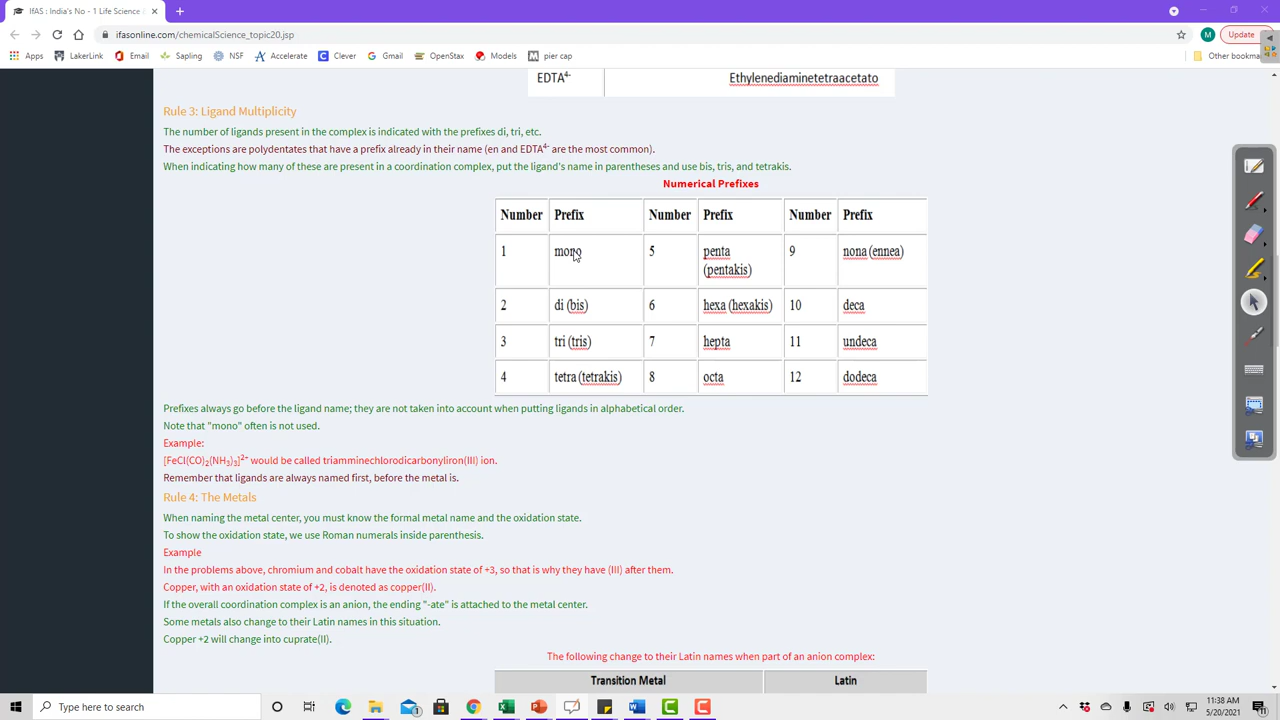 IfAS : India's No - 1 Life Science
ifasonline.com/chemicalScience_topic20.jsp
M
Update
Apps LakerLink Email Sapling NSF Accelerate Clever Gmail OpenStax Models pier cap Other bookmar
EDTA4- Ethylenediaminetetraacetato
Rule 3: Ligand Multiplicity
The number of ligands present in the complex is indicated with the prefixes di, tri, etc.
The exceptions are polydentates that have a prefix already in their name (en and EDTA4- are the most common).
When indicating how many of these are present in a coordination complex, put the ligand's name in parentheses and use bis, tris, and tetrakis.
Numerical Prefixes
Number Prefix Number Prefix Number Prefix
1 mono 5 penta 9 nona (ennea)
(pentakis)
2 di (bis) 6 hexa (hexakis) 10 deca
3 tri (tris) 7 hepta 11 undeca
4 tetra (tetrakis) 8 octa 12 dodeca
Prefixes always go before the ligand name; they are not taken into account when putting ligands in alphabetical order.
Note that "mono" often is not used.
Example:
[FeCl(CO)2(NH3)3]2+ would be called triamminechlorodicarbonyliron(III) ion.
Remember that ligands are always named first, before the metal is.
Rule 4: The Metals
When naming the metal center, you must know the formal metal name and the oxidation state.
To show the oxidation state, we use Roman numerals inside parenthesis.
Example
In the problems above, chromium and cobalt have the oxidation state of +3, so that is why they have (III) after them.
Copper, with an oxidation state of +2, is denoted as copper(II).
If the overall coordination complex is an anion, the ending "-ate" is attached to the metal center.
Some metals also change to their Latin names in this situation.
Copper +2 will change into cuprate(II).
The following change to their Latin names when part of an anion complex:
Transition Metal Latin
Type here to search
11:38 AM
5/20/2021